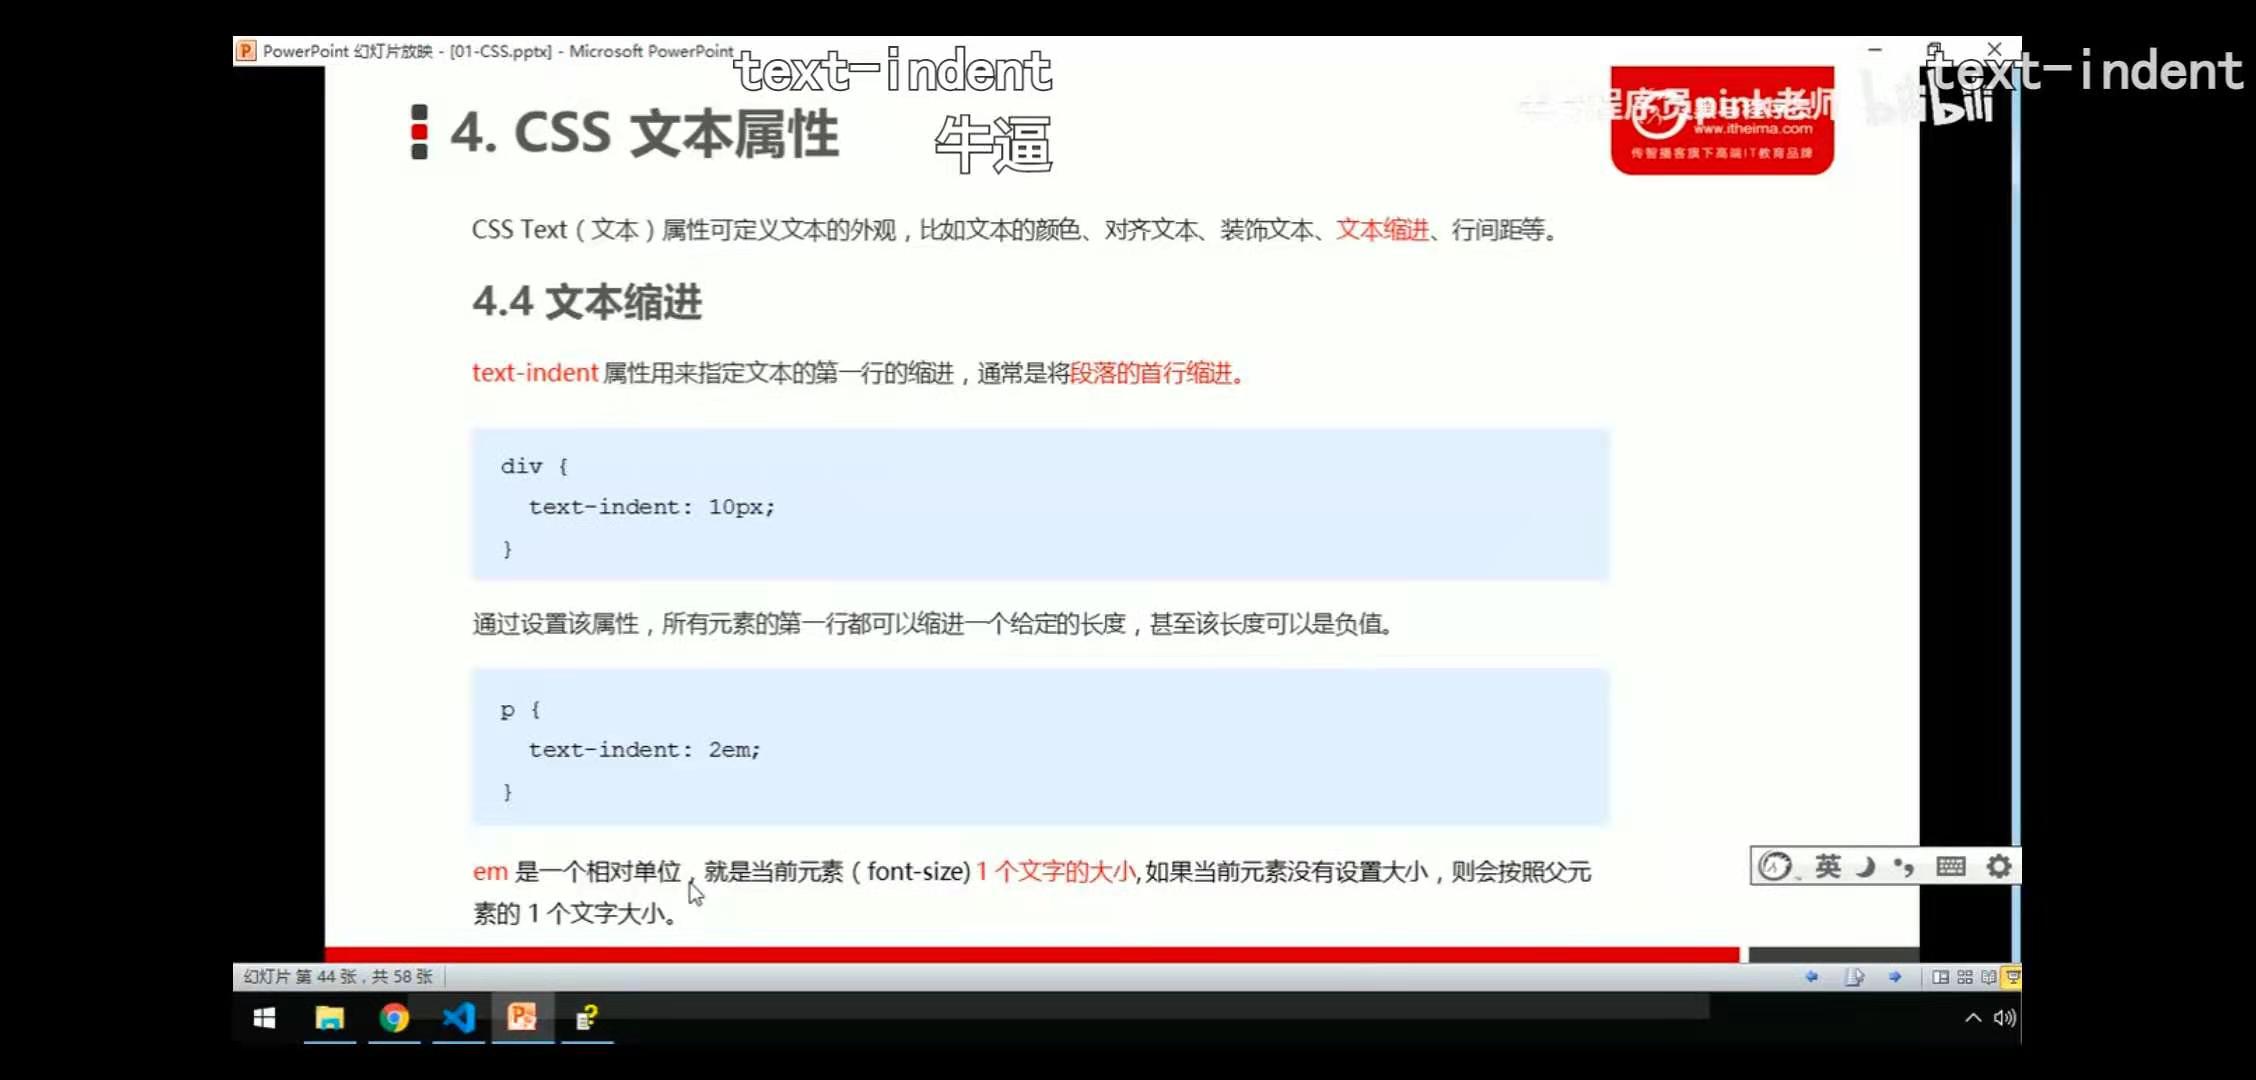 PowerPoint 幻灯片放映 - [01-CSS.pptx] - Microsoft PowerPoint
text-indent
text-indent
4. CSS 文本属性
牛逼
程序员pink老师
bilibili
www.itheima.com
传智播客旗下高端IT教育品牌
CSS Text（文本）属性可定义文本的外观，比如文本的颜色、对齐文本、装饰文本、文本缩进、行间距等。
4.4 文本缩进
text-indent 属性用来指定文本的第一行的缩进，通常是将段落的首行缩进。
div {
text-indent: 10px;
}
通过设置该属性，所有元素的第一行都可以缩进一个给定的长度，甚至该长度可以是负值。
p {
text-indent: 2em;
}
em 是一个相对单位，就是当前元素（font-size) 1 个文字的大小,如果当前元素没有设置大小，则会按照父元
素的 1 个文字大小。
英
幻灯片 第 44 张，共 58 张